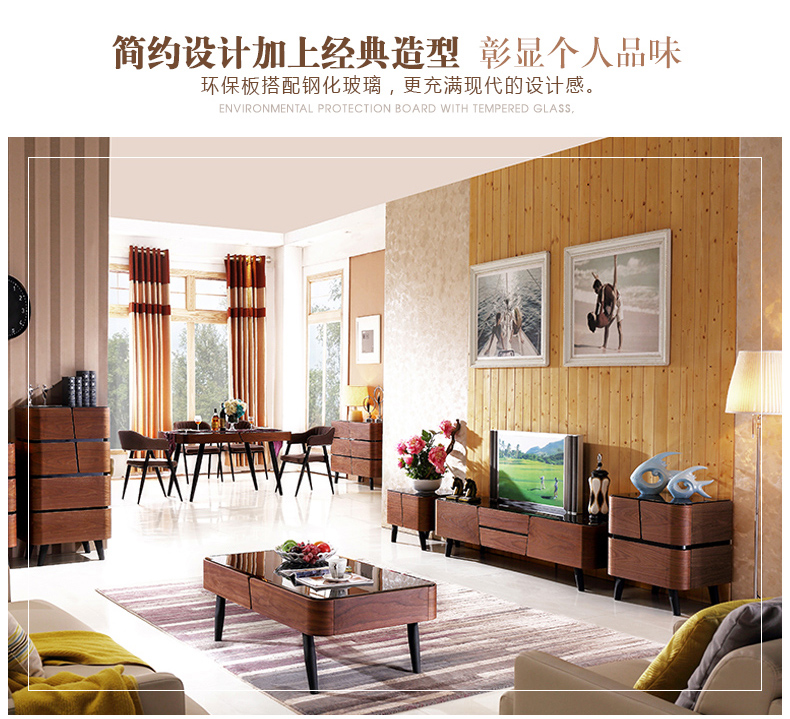 简约设计加上经典造型 彰显个人品味
环保板搭配钢化玻璃，更充满现代的设计感。
ENVIRONMENTAL PROTECTION BOARD WITH TEMPERED GLASS.